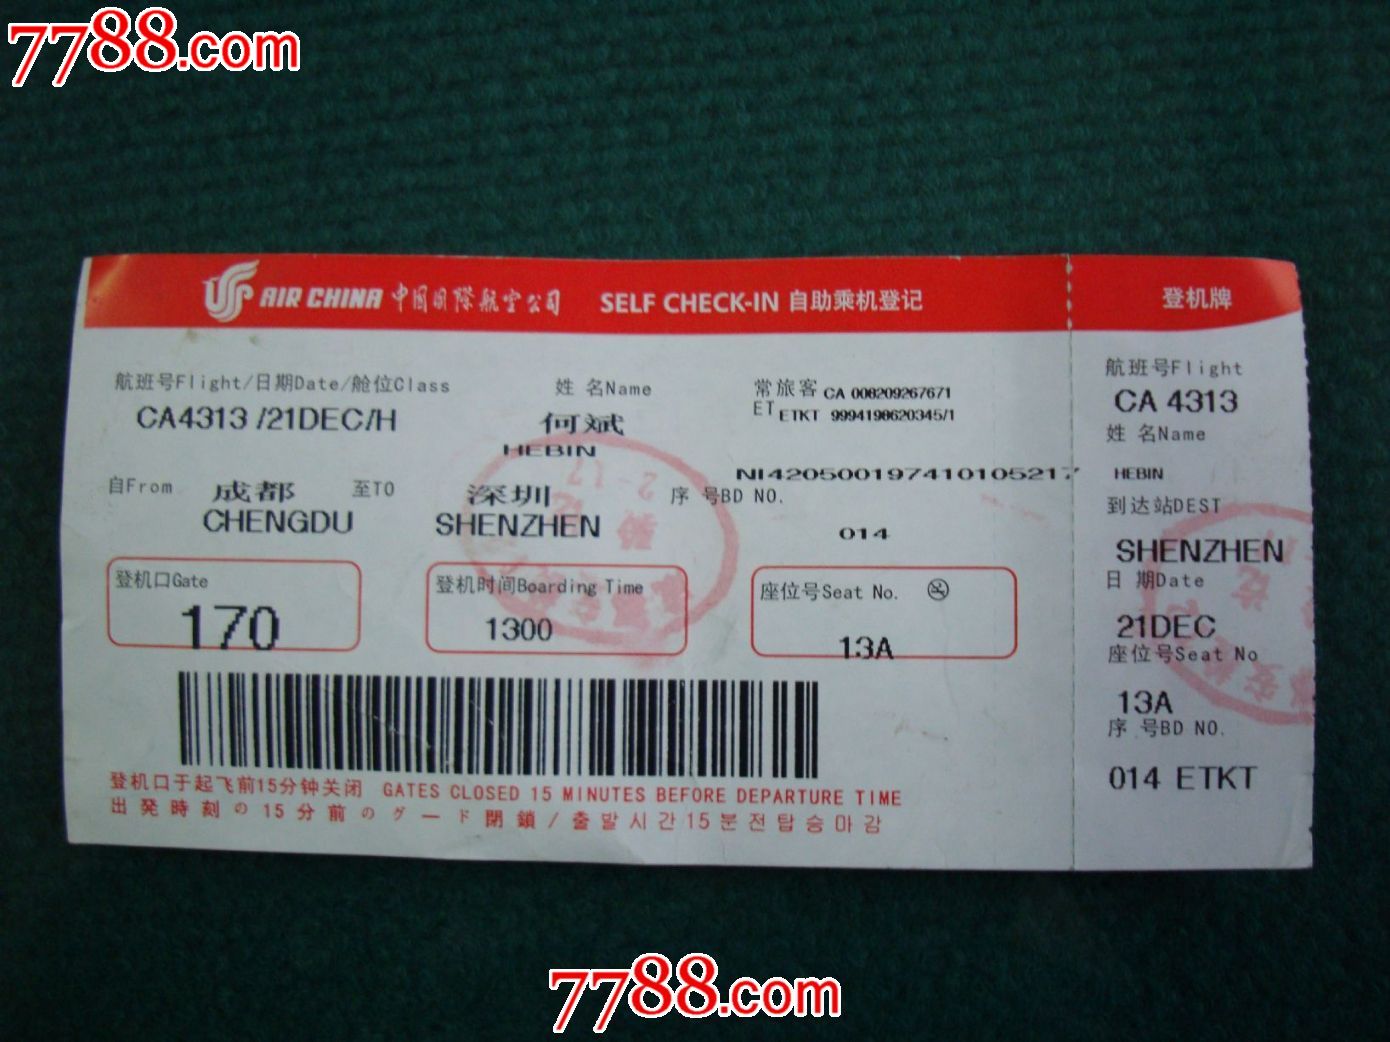 7788.com
AIR CHINA 中国国际航空公司 SELF CHECK-IN 自助乘机登记 登机牌
航班号Flight/日期Date/舱位Class 姓 名Name 常旅客 CA 008209267671
CA4313 /21DEC/H 何斌 ET ETKT 9994198620345/1
HEBIN
NI420500197410105217
自From 成都 至TO 深圳 序 号BD NO.
CHENGDU SHENZHEN 014
登机口Gate 登机时间Boarding Time 座位号Seat No.
170 1300 13A
登机口于起飞前15分钟关闭 GATES CLOSED 15 MINUTES BEFORE DEPARTURE TIME
出発時刻の15分前のゲード閉鎖/출발시간15분전탑승마감
航班号Flight
CA 4313
姓 名Name
HEBIN
到达站DEST
SHENZHEN
日 期Date
21DEC
座位号Seat No
13A
序 号BD NO.
014 ETKT
7788.com